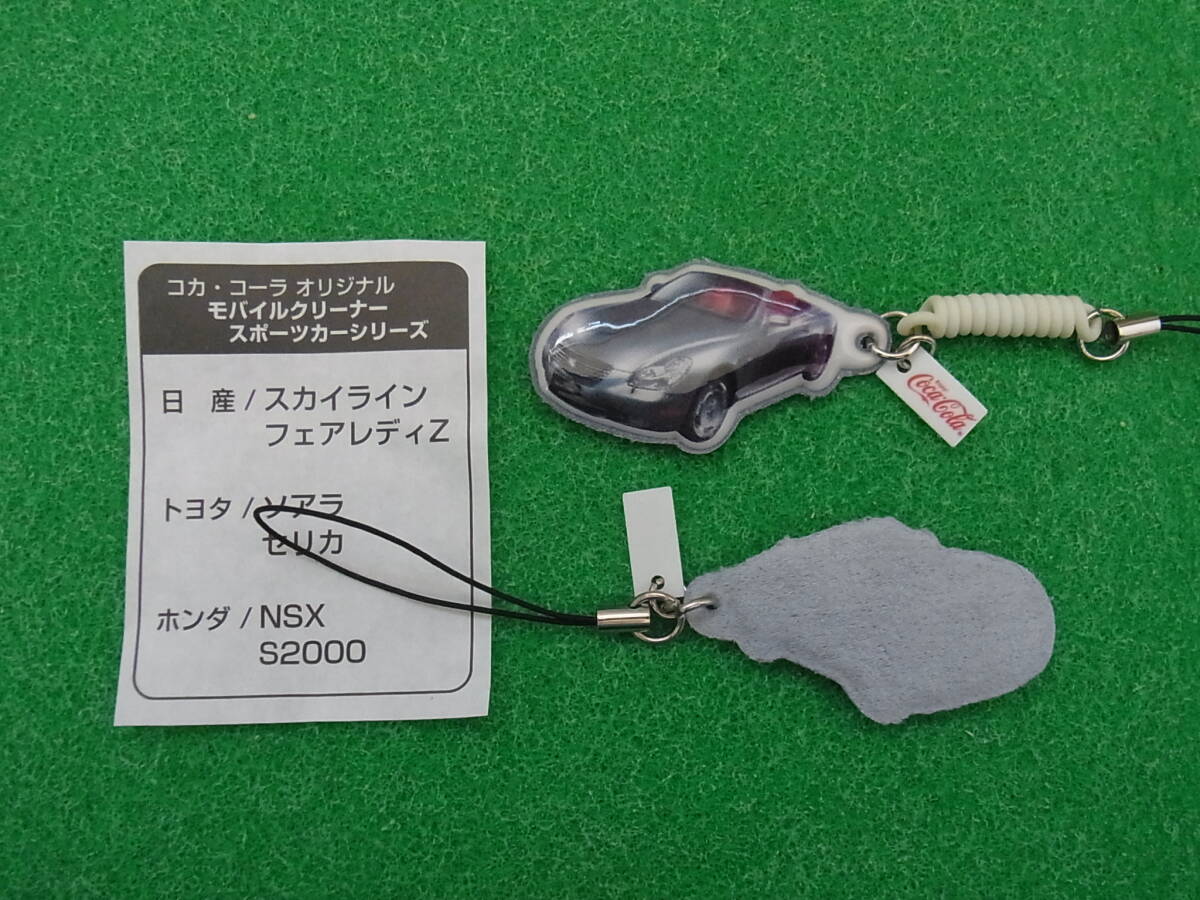 コカ・コーラ オリジナル
モバイルクリーナー
スポーツカーシリーズ
日 産 / スカイライン
フェアレディZ
トヨタ / ソアラ
セリカ
ホンダ / NSX
S2000
Coca-Cola